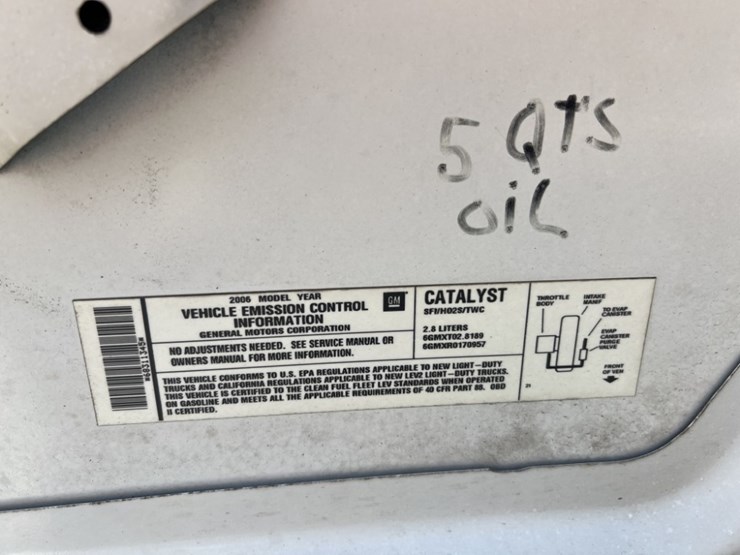 5 QTS
OIL
2006 MODEL YEAR
VEHICLE EMISSION CONTROL
INFORMATION
GENERAL MOTORS CORPORATION
GM
NO ADJUSTMENTS NEEDED. SEE SERVICE MANUAL OR
OWNERS MANUAL FOR MORE INFORMATION.
CATALYST
SFI/HO2S/TWC
2.8 LITERS
6GMXT02.8189
6GMXR0170957
THIS VEHICLE CONFORMS TO U.S. EPA REGULATIONS APPLICABLE TO NEW LIGHT-DUTY
TRUCKS AND CALIFORNIA REGULATIONS APPLICABLE TO NEW LEV2 LIGHT-DUTY TRUCKS.
THIS VEHICLE IS CERTIFIED TO THE CLEAN FUEL FLEET LEV STANDARDS WHEN OPERATED
ON GASOLINE AND MEETS ALL THE APPLICABLE REQUIREMENTS OF 40 CFR PART 88. OBD
II CERTIFIED.
THROTTLE
BODY
INTAKE
MANIF
TO EVAP
CANISTER
EVAP
CANISTER
PURGE
VALVE
FRONT
OF VEH